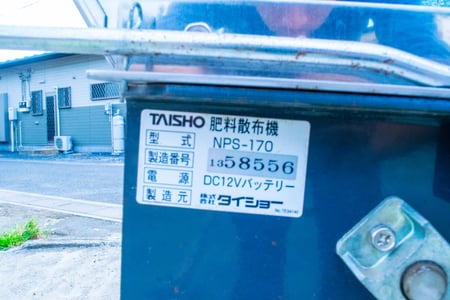 TAISHO 肥料散布機
型式 NPS-170
製造番号 1358556
電源 DC12Vバッテリー
製造元 株式会社 タイショー